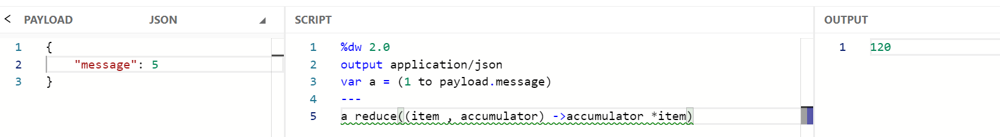 < PAYLOAD JSON
1 {
2 "message": 5
3 }
SCRIPT
1 %dw 2.0
2 output application/json
3 var a = (1 to payload.message)
4 ---
5 a reduce((item , accumulator) ->accumulator *item)
OUTPUT
1 120